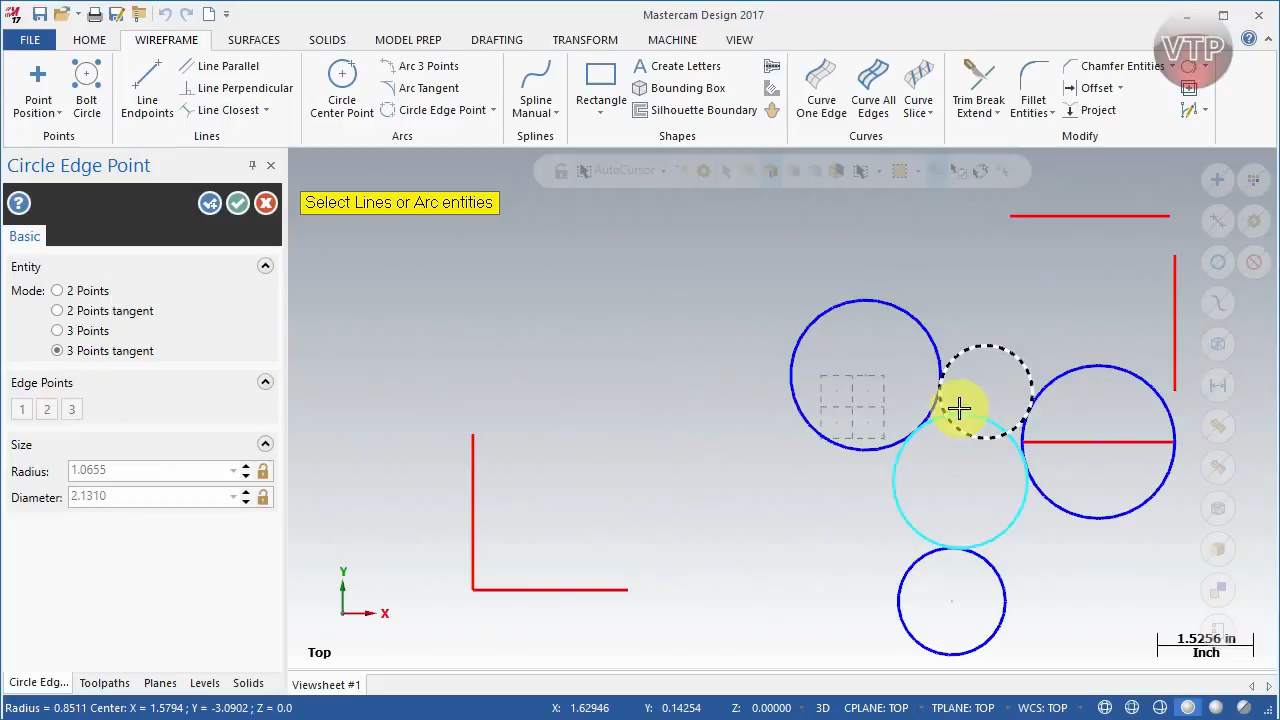 Mastercam Design 2017
17
VTP
FILE
HOME
WIREFRAME
SURFACES
SOLIDS
MODEL PREP
DRAFTING
TRANSFORM
MACHINE
VIEW
Point Position
Bolt Circle
Points
Line Endpoints
Line Parallel
Line Perpendicular
Line Closest
Lines
Circle Center Point
Arc 3 Points
Arc Tangent
Circle Edge Point
Arcs
Spline Manual
Splines
Rectangle
Create Letters
Bounding Box
Silhouette Boundary
Shapes
Curve One Edge
Curve All Edges
Curve Slice
Curves
Trim Break Extend
Fillet Entities
Chamfer Entities
Offset
Project
Modify
Circle Edge Point
Basic
Entity
Mode:
2 Points
2 Points tangent
3 Points
3 Points tangent
Edge Points
1
2
3
Size
Radius:
1.0655
Diameter:
2.1310
AutoCursor
Select Lines or Arc entities
Y
X
Top
1.5256 in
Inch
Circle Edg...
Toolpaths
Planes
Levels
Solids
Viewsheet #1
Radius = 0.8511 Center: X = 1.5794 ; Y = -3.0902 ; Z = 0.0
X: 1.62946
Y: 0.14254
Z: 0.00000
3D
CPLANE: TOP
TPLANE: TOP
WCS: TOP